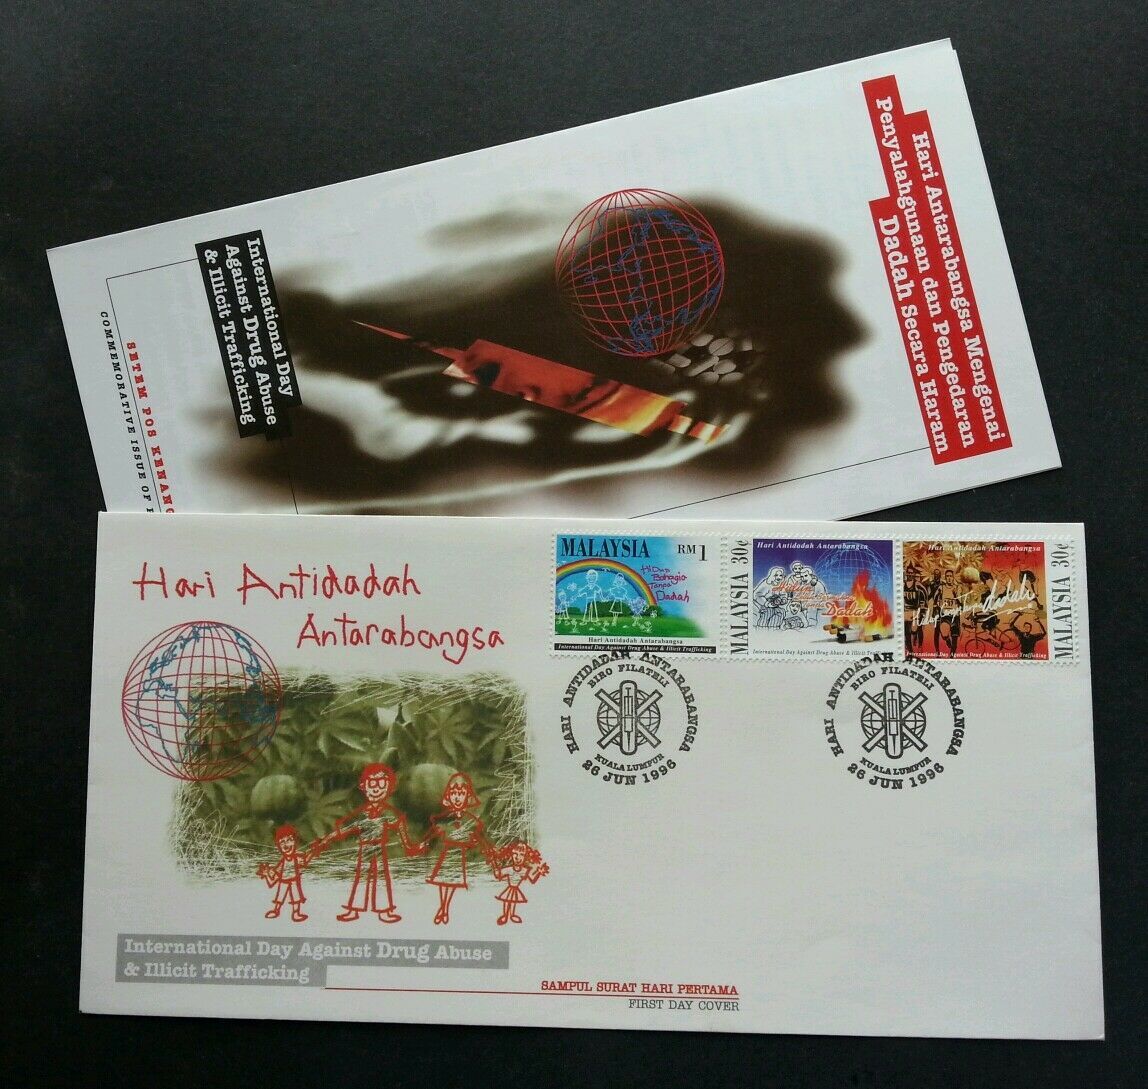 Hari Antarabangsa Mengenai
Penyalahgunaan dan Pengedaran
Dadah Secara Haram
International Day
Against Drug Abuse
& Illicit Trafficking
SETEM POS KENANG
COMMEMORATIVE ISSUE OF
Hari Antidadah
Antarabangsa
MALAYSIA RM1
Hidup
Bahagia
Tanpa
Dadah
Hari Antidadah Antarabangsa
International Day Against Drug Abuse & Illicit Trafficking
MALAYSIA 30¢
Hari Antidadah Antarabangsa
Dadah
International Day Against Drug Abuse & Illicit Trafficking
Hari Antidadah Antarabangsa
dadah
International Day Against Drug Abuse & Illicit Trafficking
MALAYSIA 30¢
HARI ANTIDADAH ANTARABANGSA
BIRO FILATELI
KUALA LUMPUR
26 JUN 1996
HARI ANTIDADAH ANTARABANGSA
BIRO FILATELI
KUALA LUMPUR
26 JUN 1996
International Day Against Drug Abuse
& Illicit Trafficking
SAMPUL SURAT HARI PERTAMA
FIRST DAY COVER